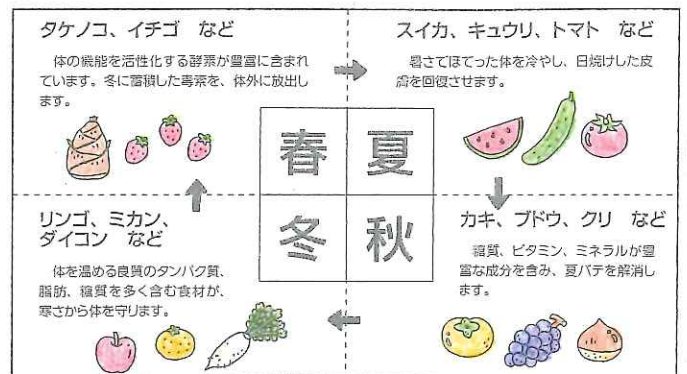 タケノコ、イチゴ など
体の機能を活性化する酵素が豊富に含まれ
ています。冬に蓄積した毒素を、体外に放出し
ます。
スイカ、キュウリ、トマト など
暑さでほてった体を冷やし、日焼けした皮
膚を回復させます。
春
夏
冬
秋
リンゴ、ミカン、
ダイコン など
体を温める良質のタンパク質、
脂肪、糖質を多く含む食材が、
寒さから体を守ります。
カキ、ブドウ、クリ など
糖質、ビタミン、ミネラルが豊
富な成分を含み、夏バテを解消し
ます。